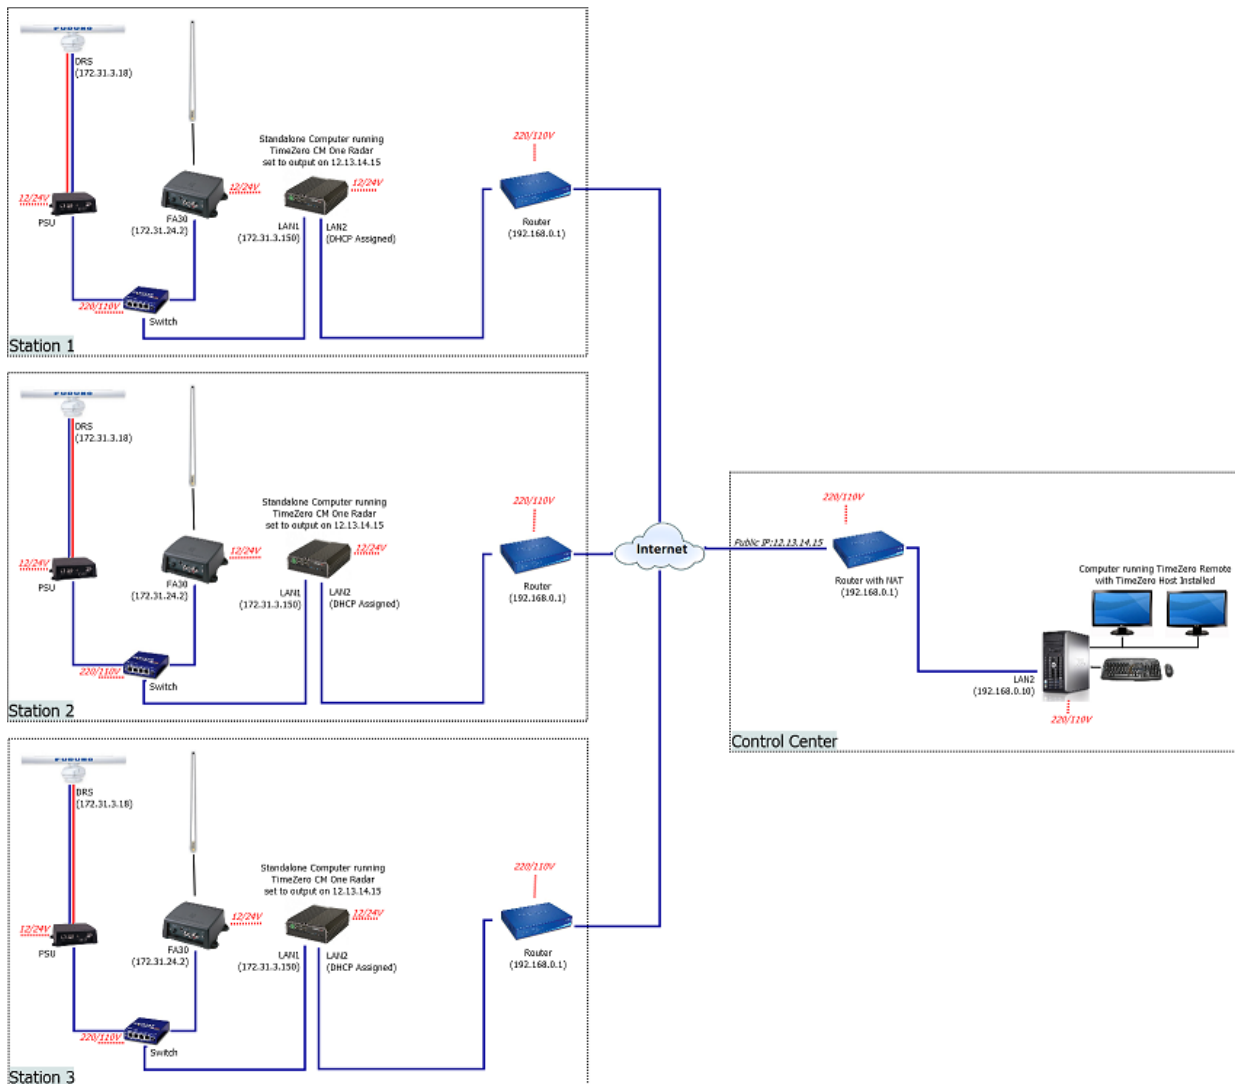 FURUNO
DRS
(172.31.3.18)
Standalone Computer running
TimeZero CM One Radar
set to output on 12.13.14.15
220/110V
12/24V
12/24V
12/24V
PSU
FA30
(172.31.24.2)
LAN1
(172.31.3.150)
LAN2
(DHCP Assigned)
Router
(192.168.0.1)
220/110V
Switch
Station 1
FURUNO
DRS
(172.31.3.18)
Standalone Computer running
TimeZero CM One Radar
set to output on 12.13.14.15
220/110V
12/24V
12/24V
12/24V
PSU
FA30
(172.31.24.2)
LAN1
(172.31.3.150)
LAN2
(DHCP Assigned)
Router
(192.168.0.1)
220/110V
Switch
Station 2
FURUNO
DRS
(172.31.3.18)
Standalone Computer running
TimeZero CM One Radar
set to output on 12.13.14.15
220/110V
12/24V
12/24V
12/24V
PSU
FA30
(172.31.24.2)
LAN1
(172.31.3.150)
LAN2
(DHCP Assigned)
Router
(192.168.0.1)
220/110V
Switch
Station 3
Internet
Public IP:12.13.14.15
220/110V
Router with NAT
(192.168.0.1)
Computer running TimeZero Remote
with TimeZero Host Installed
LAN2
(192.168.0.10)
220/110V
Control Center